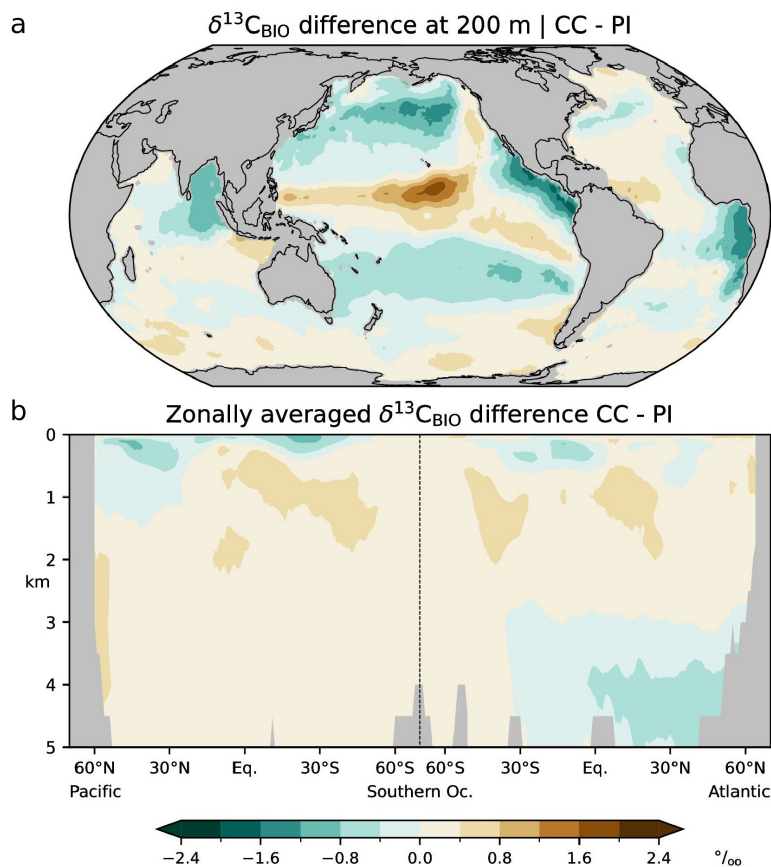 a
δ¹³C_BIO difference at 200 m | CC - PI
b
Zonally averaged δ¹³C_BIO difference CC - PI
0
1
2
km
3
4
5
60°N 30°N Eq. 30°S 60°S 60°S 30°S Eq. 30°N 60°N
Pacific Southern Oc. Atlantic
−2.4 −1.6 −0.8 0.0 0.8 1.6 2.4 °/oo